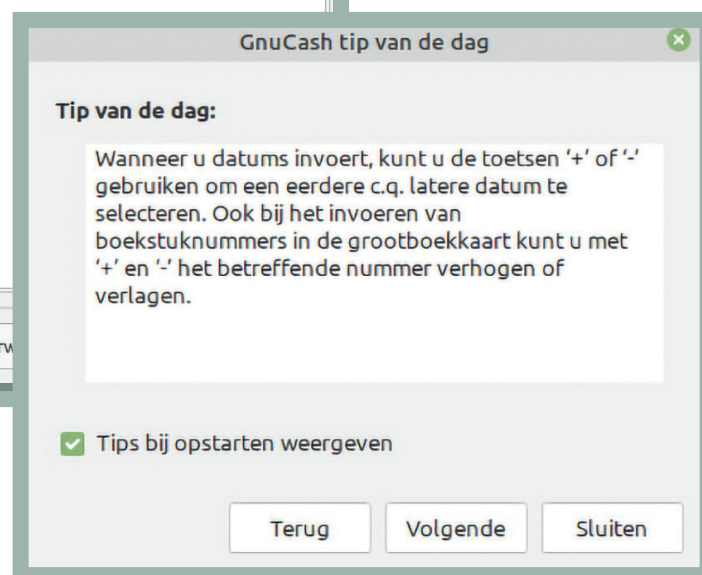 GnuCash tip van de dag
Tip van de dag:
Wanneer u datums invoert, kunt u de toetsen ‘+’ of ‘-’
gebruiken om een eerdere c.q. latere datum te
selecteren. Ook bij het invoeren van
boekstuknummers in de grootboekkaart kunt u met
‘+’ en ‘-’ het betreffende nummer verhogen of
verlagen.
Tips bij opstarten weergeven
Terug Volgende Sluiten